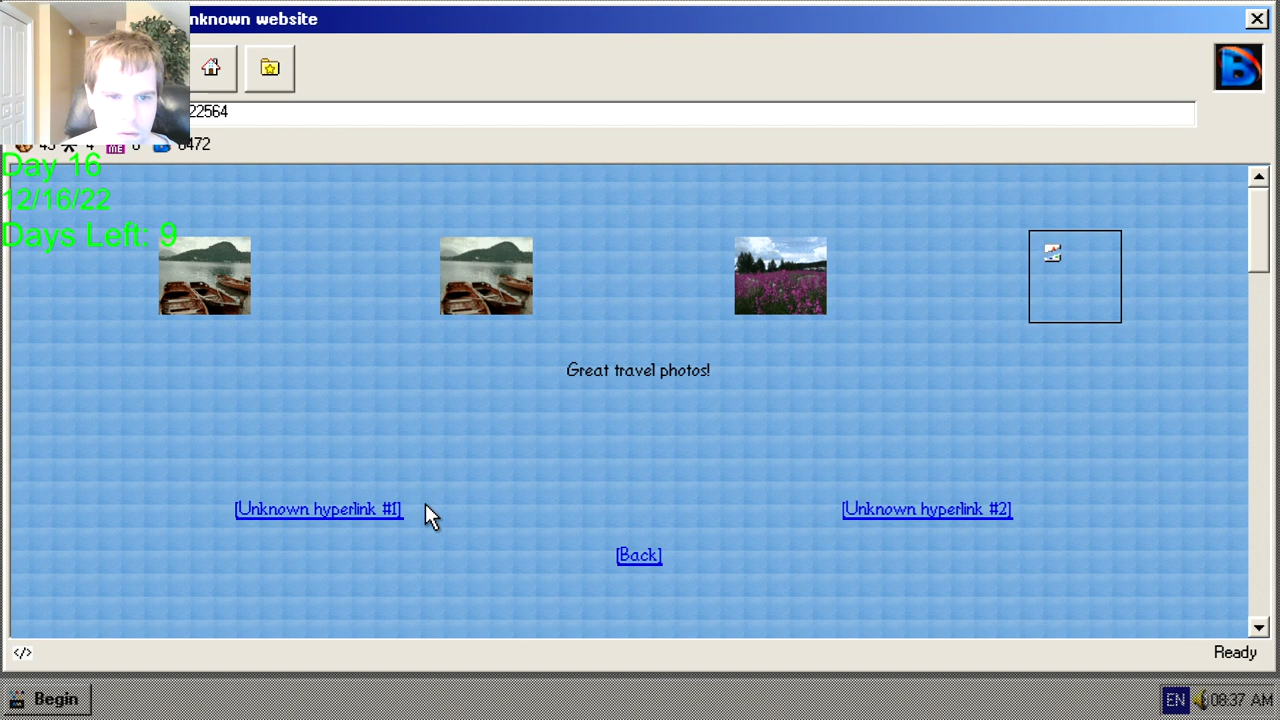 nknown website
22564
8472
Day 16
12/16/22
Days Left: 9
Great travel photos!
[Unknown hyperlink #1]
[Unknown hyperlink #2]
[Back]
</> Ready
Begin
EN 08:37 AM